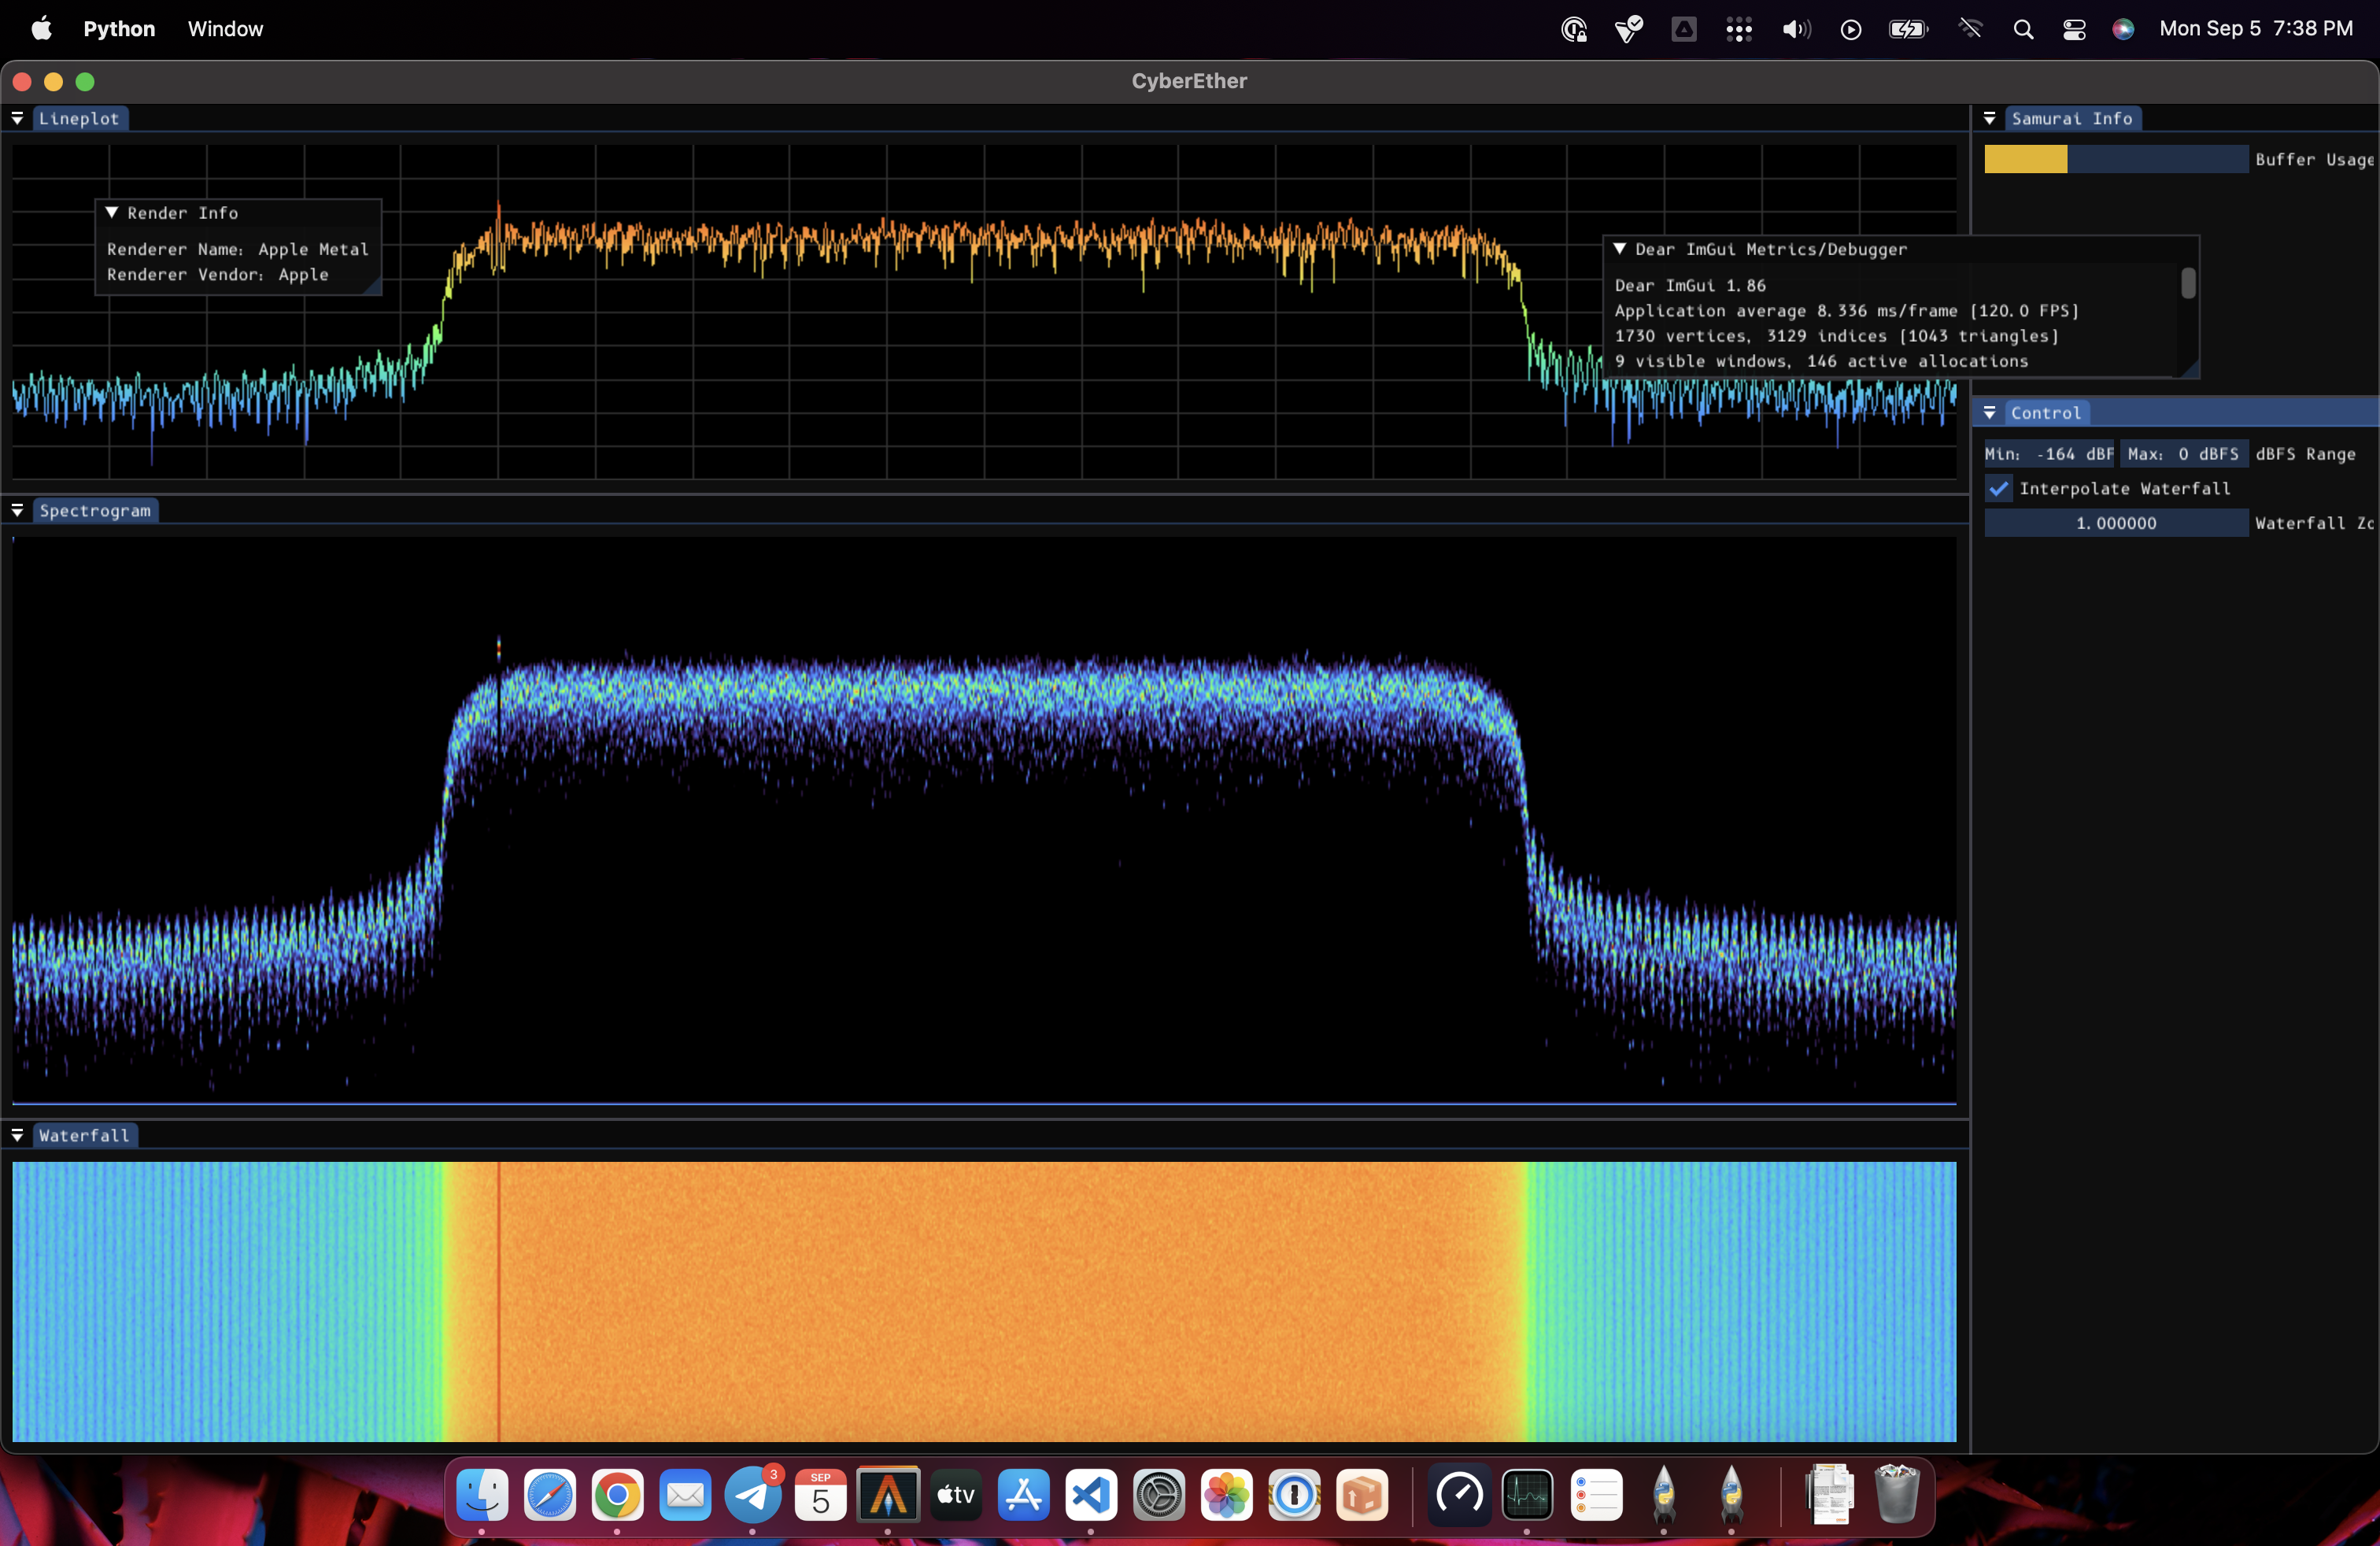 Python Window
Mon Sep 5 7:38 PM
CyberEther
Lineplot
Render Info
Renderer Name: Apple Metal
Renderer Vendor: Apple
Samurai Info
Buffer Usage
Dear ImGui Metrics/Debugger
Dear ImGui 1.86
Application average 8.336 ms/frame [120.0 FPS]
1730 vertices, 3129 indices [1043 triangles]
9 visible windows, 146 active allocations
Control
Min: -164 dBF Max: 0 dBFS dBFS Range
Interpolate Waterfall
1.000000 Waterfall Zo
Spectrogram
Waterfall
3
SEP
5
tv